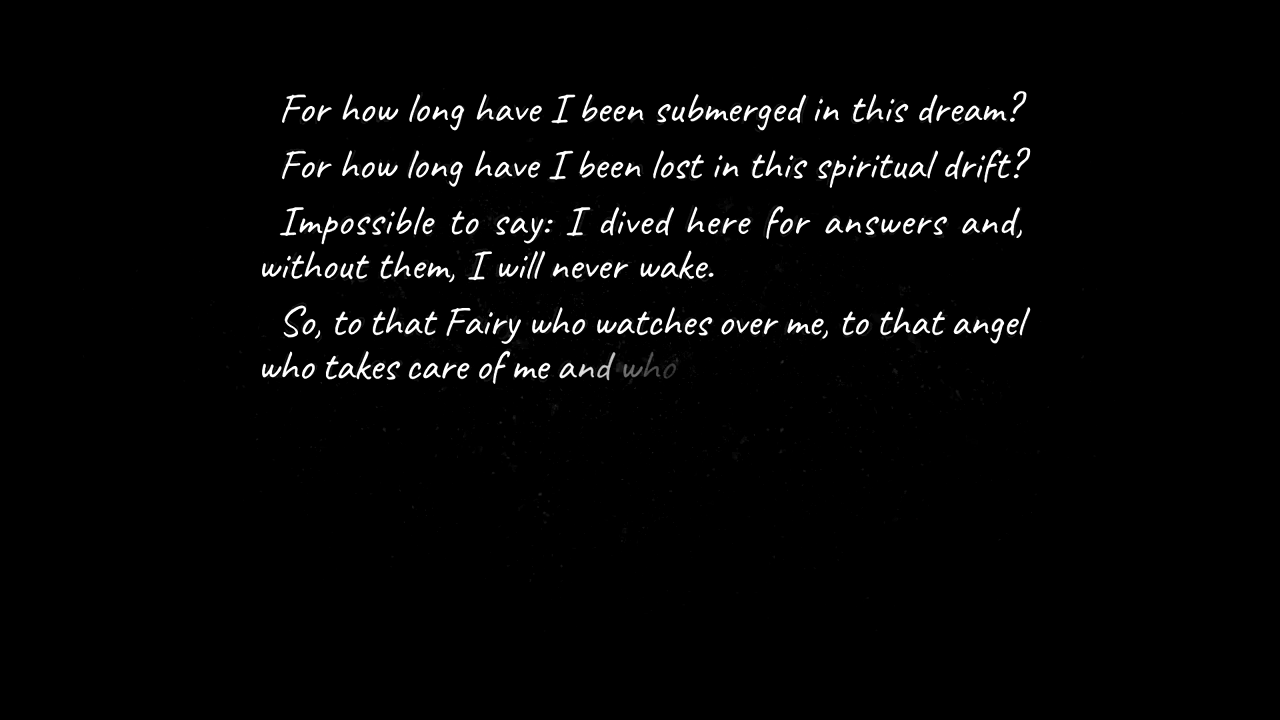 For how long have I been submerged in this dream?
For how long have I been lost in this spiritual drift?
Impossible to say: I dived here for answers and,
without them, I will never wake.
So, to that Fairy who watches over me, to that angel
who takes care of me and who